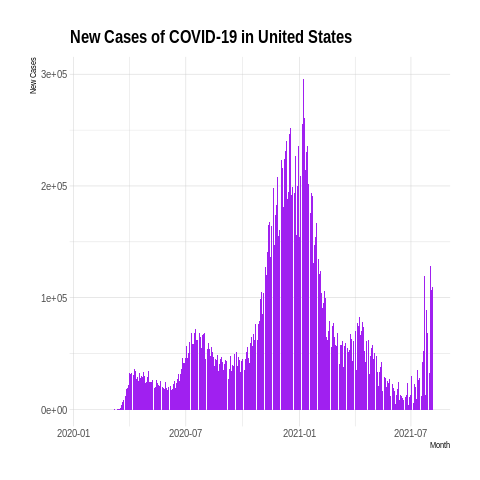 New Cases of COVID-19 in United States
New Cases
3e+05
2e+05
1e+05
0e+00
2020-01 2020-07 2021-01 2021-07
Month